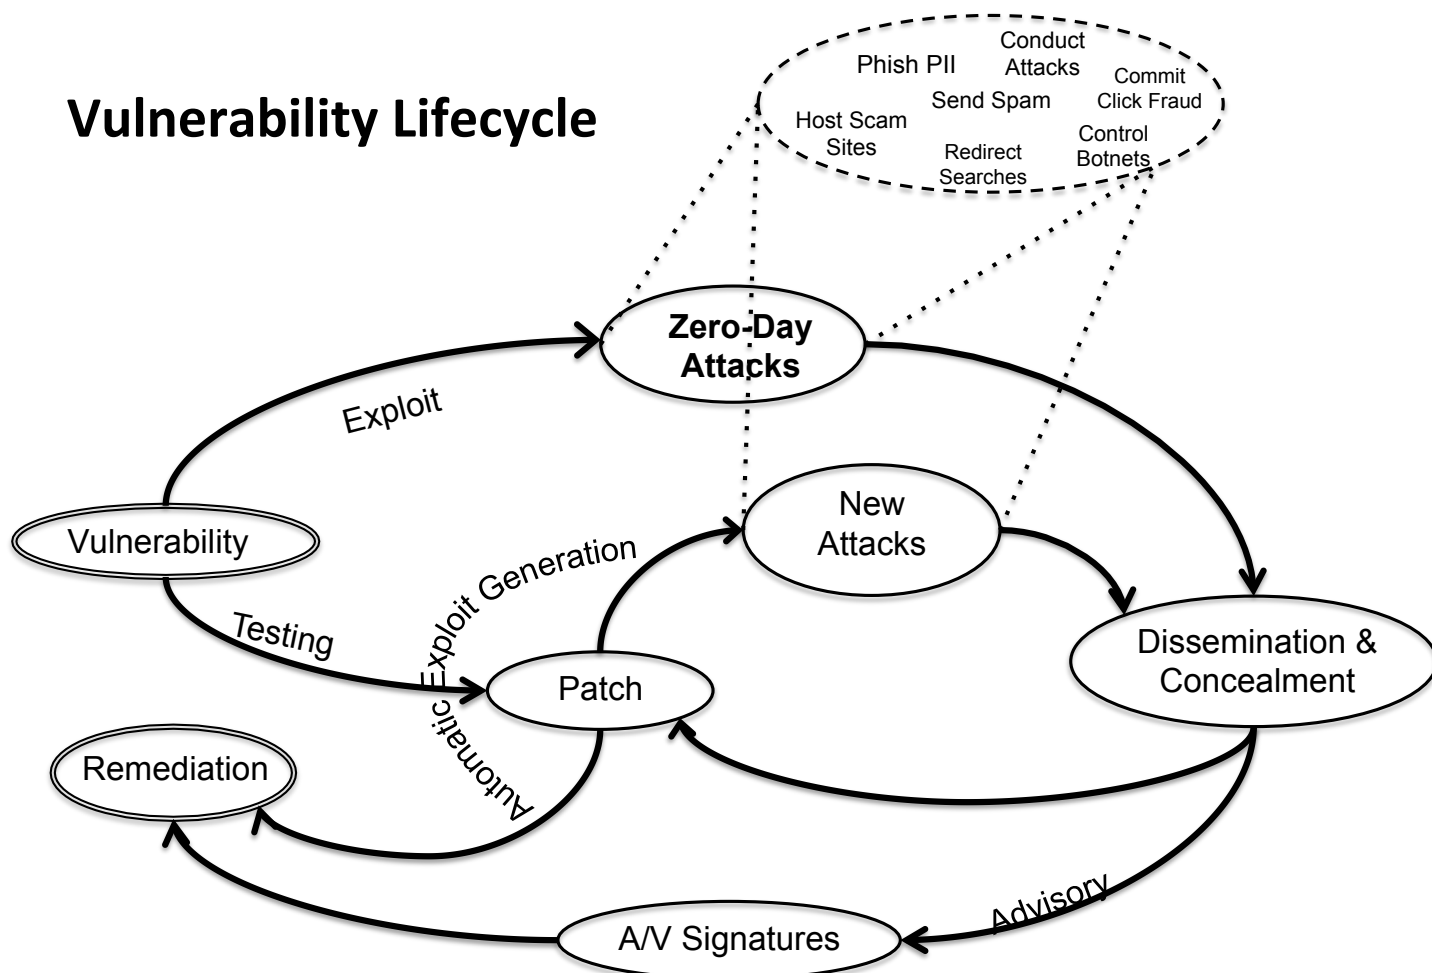 Vulnerability Lifecycle
Phish PII
Conduct
Attacks
Commit
Click Fraud
Send Spam
Host Scam
Sites
Control
Botnets
Redirect
Searches
Zero-Day
Attacks
Exploit
New
Attacks
Vulnerability
Automatic Exploit Generation
Testing
Dissemination &
Concealment
Patch
Remediation
Advisory
A/V Signatures